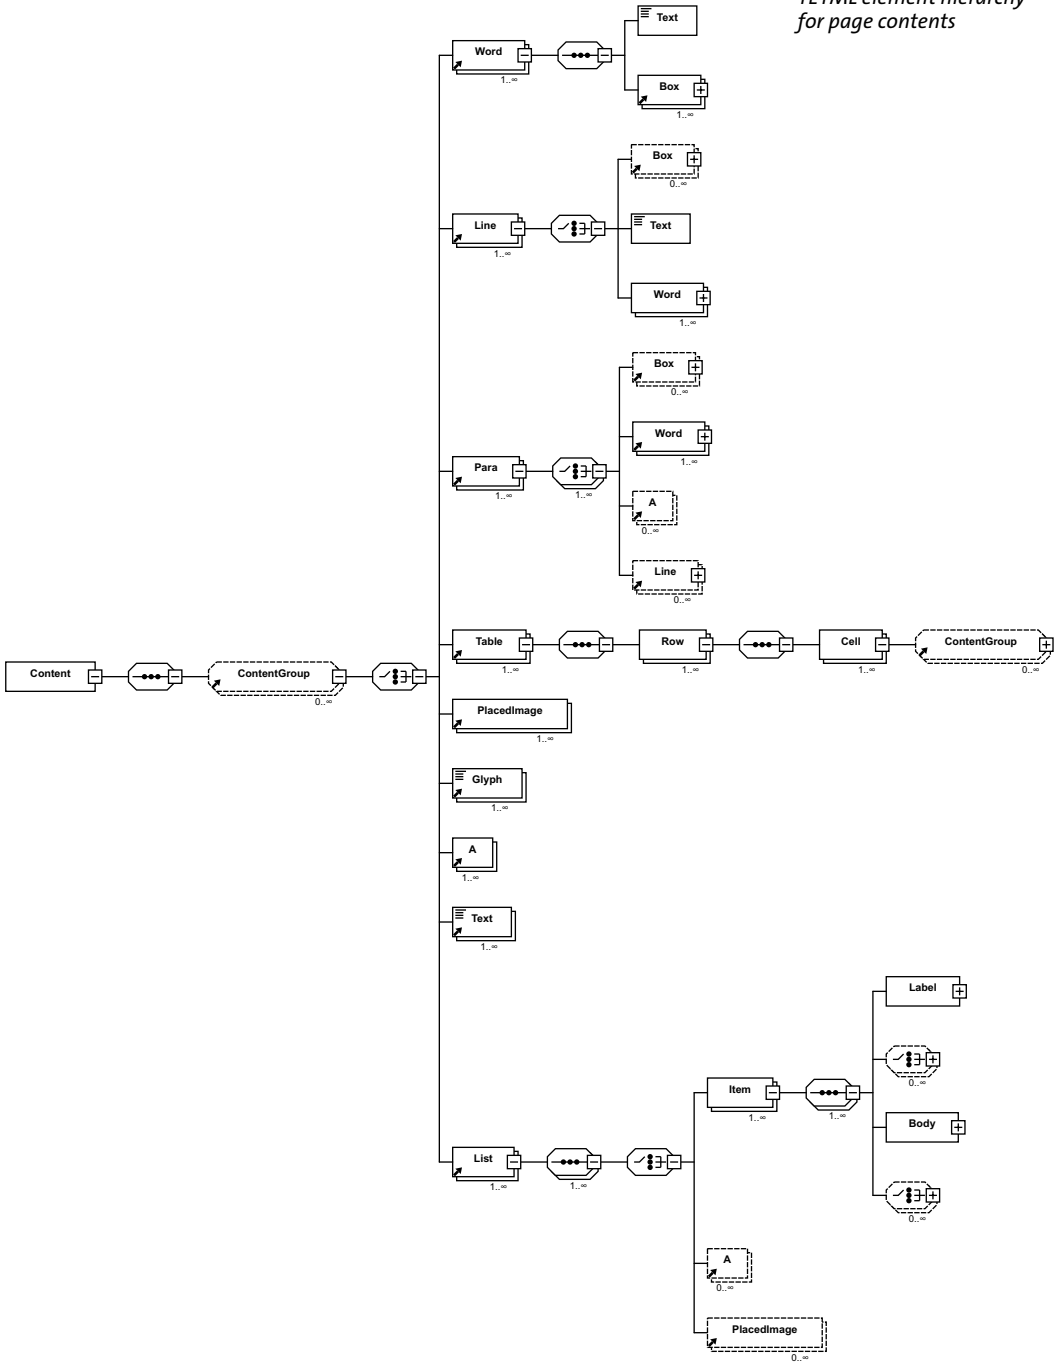 TETML element hierarchy
for page contents
Text
Word
1..∞
Box
1..∞
Box
0..∞
Line
1..∞
Text
Word
1..∞
Box
0..∞
Word
1..∞
Para
1..∞
1..∞
A
0..∞
Line
0..∞
Table
1..∞
Row
1..∞
Cell
1..∞
ContentGroup
0..∞
Content
ContentGroup
0..∞
PlacedImage
1..∞
Glyph
1..∞
A
1..∞
Text
1..∞
Label
0..∞
Item
1..∞
1..∞
Body
List
1..∞
1..∞
0..∞
A
0..∞
PlacedImage
0..∞